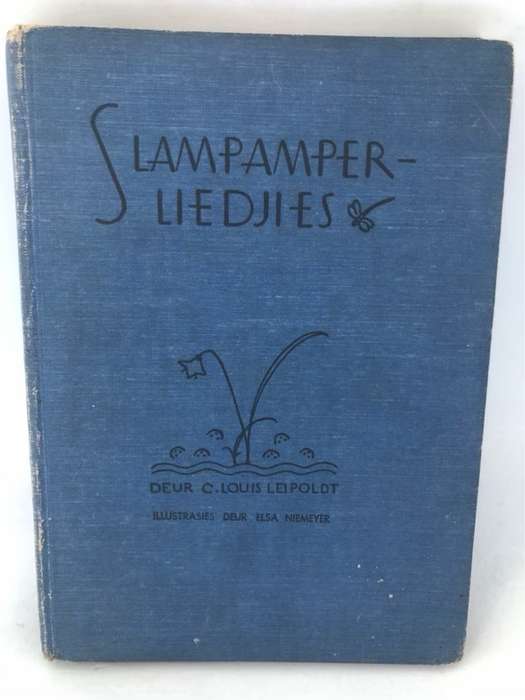 SLAMPAMPER-
LIEDJIES
DEUR C. LOUIS LEIPOLDT
ILLUSTRASIES DEUR ELSA NIEMEYER